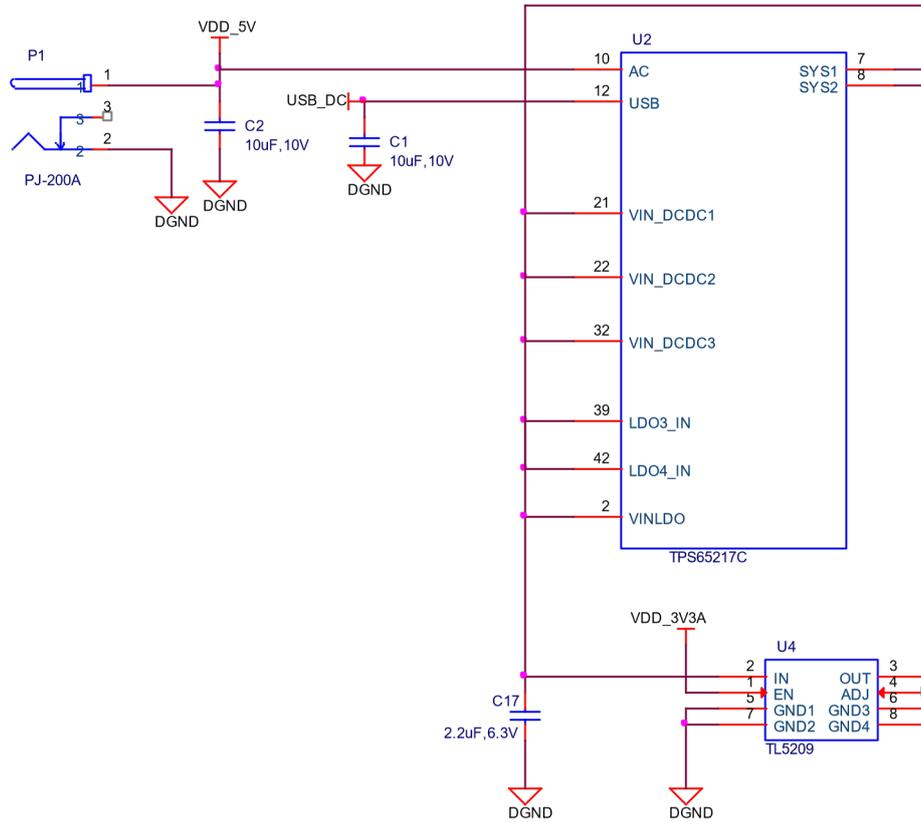 VDD_5V
P1
1
1
3
3
2
2
PJ-200A
DGND
C2
10uF,10V
DGND
USB_DC
C1
10uF,10V
DGND
U2
10
AC
12
USB
SYS1
7
SYS2
8
21
VIN_DCDC1
22
VIN_DCDC2
32
VIN_DCDC3
39
LDO3_IN
42
LDO4_IN
2
VINLDO
TPS65217C
VDD_3V3A
U4
2
IN
OUT
3
1
EN
ADJ
4
5
GND1
GND3
6
7
GND2
GND4
8
TL5209
C17
2.2uF,6.3V
DGND
DGND